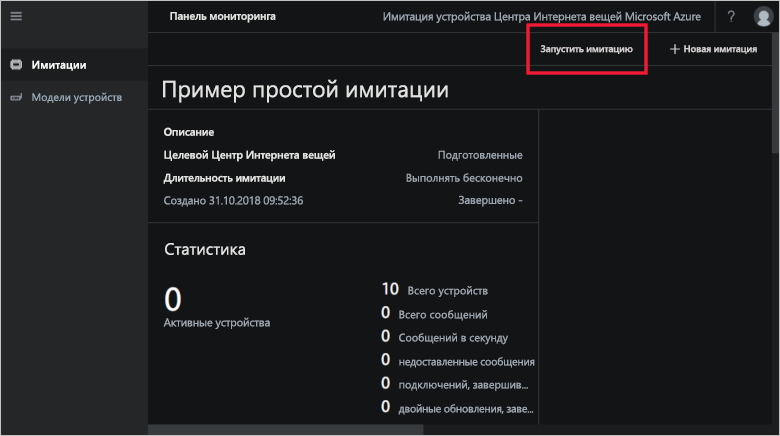 Панель мониторинга
Имитация устройства Центра Интернета вещей Microsoft Azure
?
Запустить имитацию
+ Новая имитация
Имитации
Модели устройств
Пример простой имитации
Описание
Целевой Центр Интернета вещей Подготовленные
Длительность имитации Выполнять бесконечно
Создано 31.10.2018 09:52:36 Завершено -
Статистика
0
Активные устройства
10 Всего устройств
0 Всего сообщений
0 Сообщений в секунду
0 недоставленные сообщения
0 подключений, завершив...
0 двойные обновления, заве...